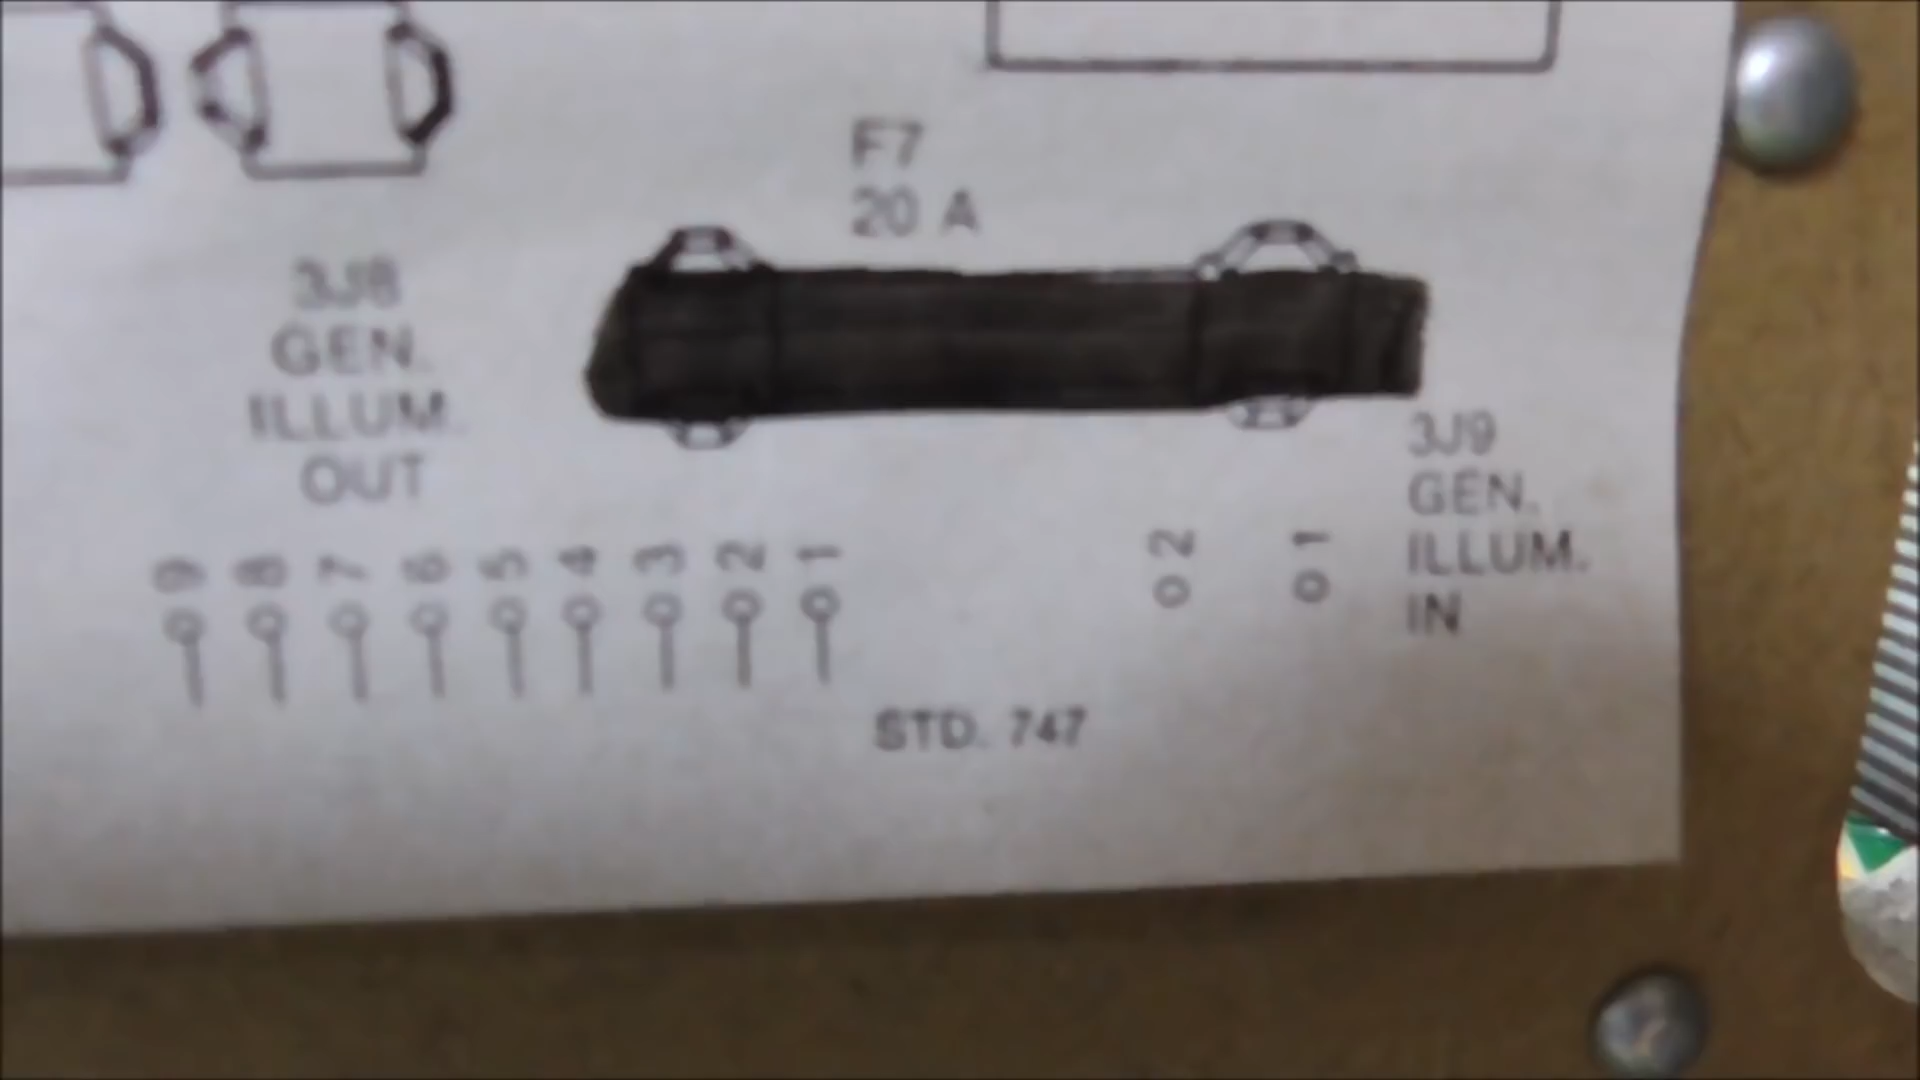 F7
20 A
3J8
GEN.
ILLUM.
OUT
3J9
GEN.
ILLUM.
IN
9 8 7 6 5 4 3 2 1
2 1
STD. 747